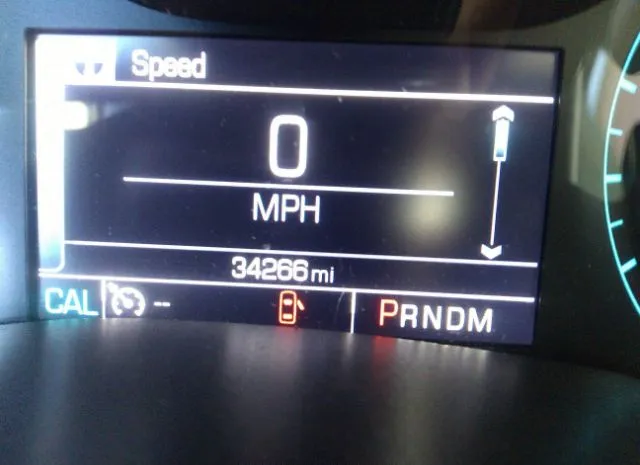 Speed
0
MPH
34266 mi
CAL -- PRNDM